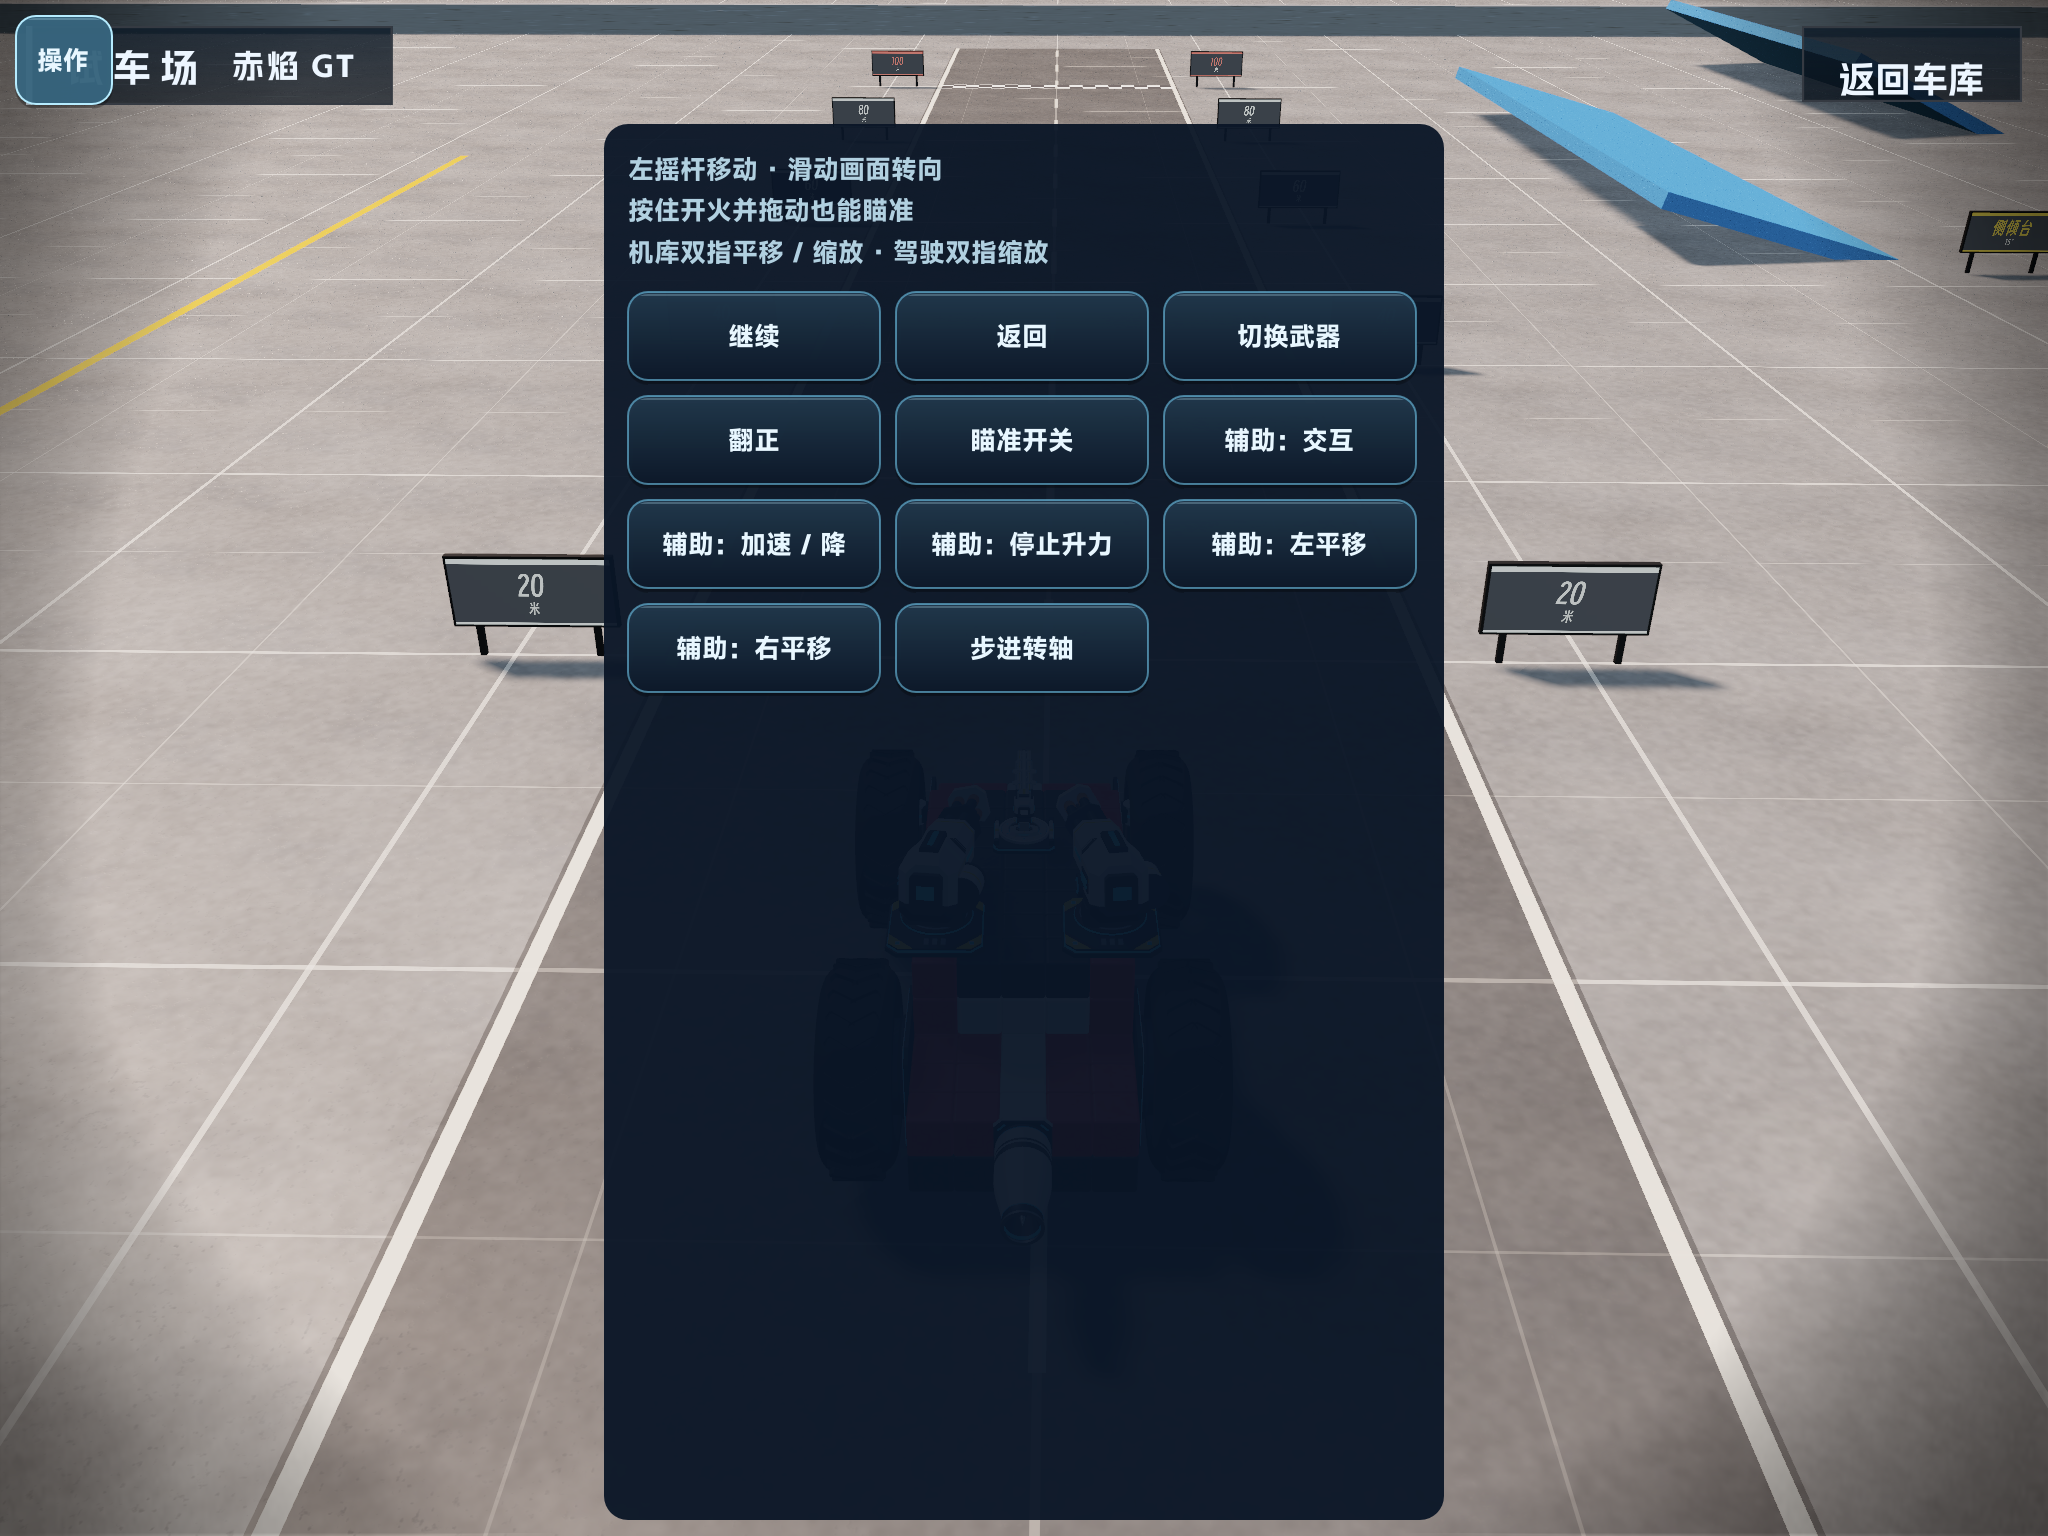 操作
车场 赤焰 GT
返回车库
100
100
80
80
左摇杆移动 · 滑动画面转向
按住开火并拖动也能瞄准
机库双指平移 / 缩放 · 驾驶双指缩放
60
侧倾台
15°
继续
返回
切换武器
翻正
瞄准开关
辅助：交互
辅助：加速 / 降
辅助：停止升力
辅助：左平移
辅助：右平移
步进转轴
20
米
20
米